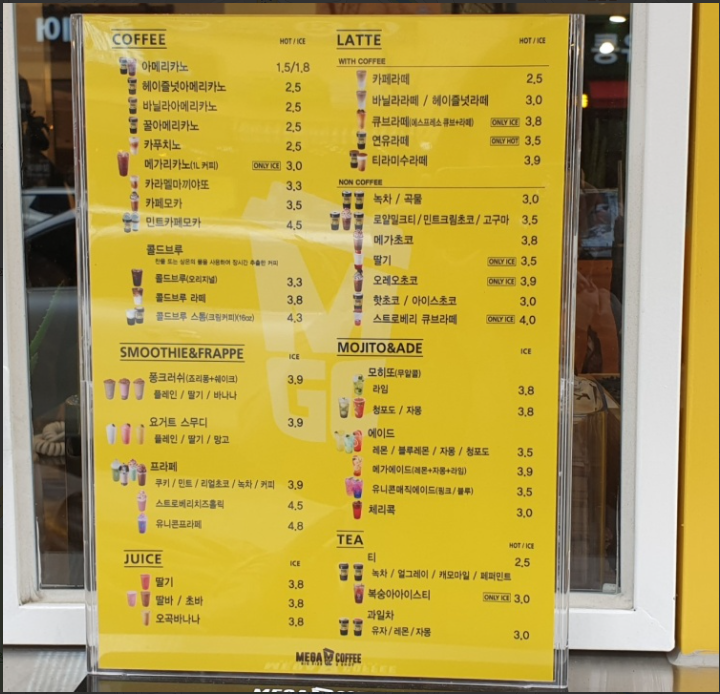 COFFEE HOT / ICE
아메리카노 1,5/1,8
헤이즐넛아메리카노 2,5
바닐라아메리카노 2,5
꿀아메리카노 2,5
카푸치노 2,5
메가리카노(1L 커피) ONLY ICE 3,0
카라멜마끼야또 3,3
카페모카 3,5
민트카페모카 4,5
콜드브루
찬물 또는 상온의 물을 사용하여 장시간 추출한 커피
콜드브루(오리지널) 3,3
콜드브루 라떼 3,8
콜드브루 스톰(크림커피)(16oz) 4,3
SMOOTHIE&FRAPPE ICE
퐁크러쉬(죠리퐁+쉐이크) 3,9
플레인 / 딸기 / 바나나
요거트 스무디 3,9
플레인 / 딸기 / 망고
프라페
쿠키 / 민트 / 리얼초코 / 녹차 / 커피 3,9
스트로베리치즈홀릭 4,5
유니콘프라페 4,8
JUICE ICE
딸기 3,8
딸바 / 초바 3,8
오곡바나나 3,8
LATTE HOT / ICE
WITH COFFEE
카페라떼 2,5
바닐라라떼 / 헤이즐넛라떼 3,0
큐브라떼(에스프레소 큐브+라떼) ONLY ICE 3,8
연유라떼 ONLY HOT 3,5
티라미수라떼 3,9
NON COFFEE
녹차 / 곡물 3,0
로얄밀크티 / 민트크림초코 / 고구마 3,5
메가초코 3,8
딸기 ONLY ICE 3,5
오레오초코 ONLY ICE 3,9
핫초코 / 아이스초코 3,0
스트로베리 큐브라떼 ONLY ICE 4,0
MOJITO&ADE ICE
모히또(무알콜)
라임 3,8
청포도 / 자몽 3,8
에이드
레몬 / 블루레몬 / 자몽 / 청포도 3,5
메가에이드(레몬+자몽+라임) 3,9
유니콘매직에이드(핑크 / 블루) 3,5
체리콕 3,0
TEA HOT / ICE
티 2,5
녹차 / 얼그레이 / 캐모마일 / 페퍼민트
복숭아아이스티 ONLY ICE 3,0
과일차
유자 / 레몬 / 자몽 3,0
MEGA COFFEE